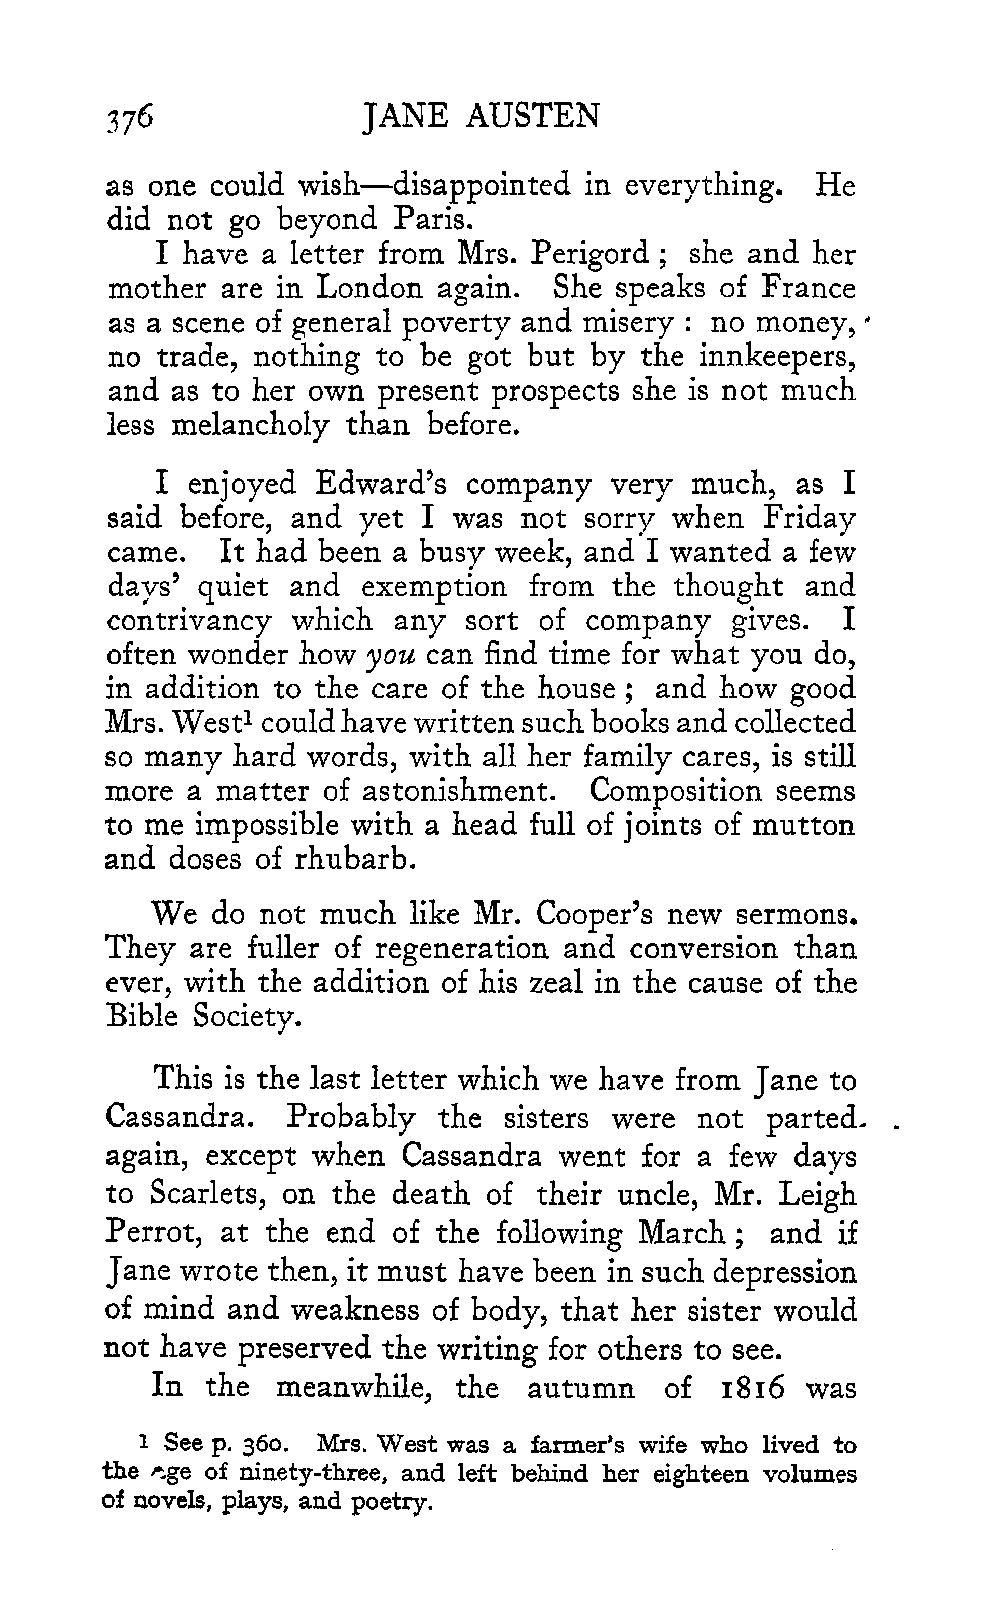 376 JANE AUSTEN
as one could wish—disappointed in everything. He
did not go beyond Paris.
I have a letter from Mrs. Perigord ; she and her
mother are in London again. She speaks of France
as a scene of general poverty and misery : no money,
no trade, nothing to be got but by the innkeepers,
and as to her own present prospects she is not much
less melancholy than before.
I enjoyed Edward's company very much, as I
said before, and yet I was not sorry when Friday
came. It had been a busy week, and I wanted a few
days' quiet and exemption from the thought and
contrivancy which any sort of company gives. I
often wonder how you can find time for what you do,
in addition to the care of the house ; and how good
Mrs. West¹ could have written such books and collected
so many hard words, with all her family cares, is still
more a matter of astonishment. Composition seems
to me impossible with a head full of joints of mutton
and doses of rhubarb.
We do not much like Mr. Cooper's new sermons.
They are fuller of regeneration and conversion than
ever, with the addition of his zeal in the cause of the
Bible Society.
This is the last letter which we have from Jane to
Cassandra. Probably the sisters were not parted
again, except when Cassandra went for a few days
to Scarlets, on the death of their uncle, Mr. Leigh
Perrot, at the end of the following March ; and if
Jane wrote then, it must have been in such depression
of mind and weakness of body, that her sister would
not have preserved the writing for others to see.
In the meanwhile, the autumn of 1816 was
¹ See p. 360. Mrs. West was a farmer's wife who lived to
the age of ninety-three, and left behind her eighteen volumes
of novels, plays, and poetry.